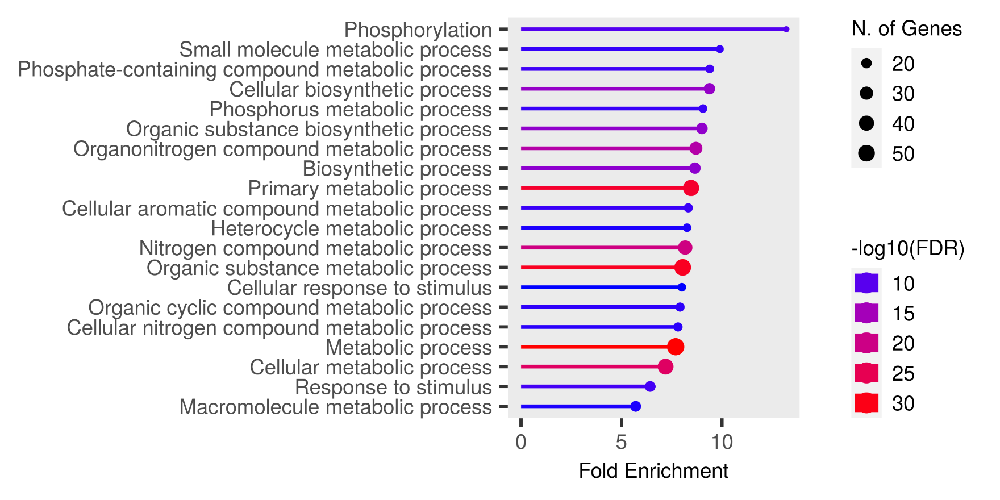 Phosphorylation
Small molecule metabolic process
Phosphate-containing compound metabolic process
Cellular biosynthetic process
Phosphorus metabolic process
Organic substance biosynthetic process
Organonitrogen compound metabolic process
Biosynthetic process
Primary metabolic process
Cellular aromatic compound metabolic process
Heterocycle metabolic process
Nitrogen compound metabolic process
Organic substance metabolic process
Cellular response to stimulus
Organic cyclic compound metabolic process
Cellular nitrogen compound metabolic process
Metabolic process
Cellular metabolic process
Response to stimulus
Macromolecule metabolic process
0 5 10
Fold Enrichment
N. of Genes
20
30
40
50
-log10(FDR)
10
15
20
25
30